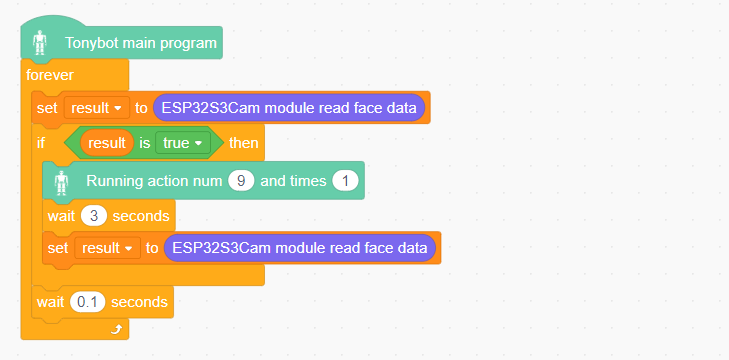 Tonybot main program
forever
set result to ESP32S3Cam module read face data
if result is true then
Running action num 9 and times 1
wait 3 seconds
set result to ESP32S3Cam module read face data
wait 0.1 seconds